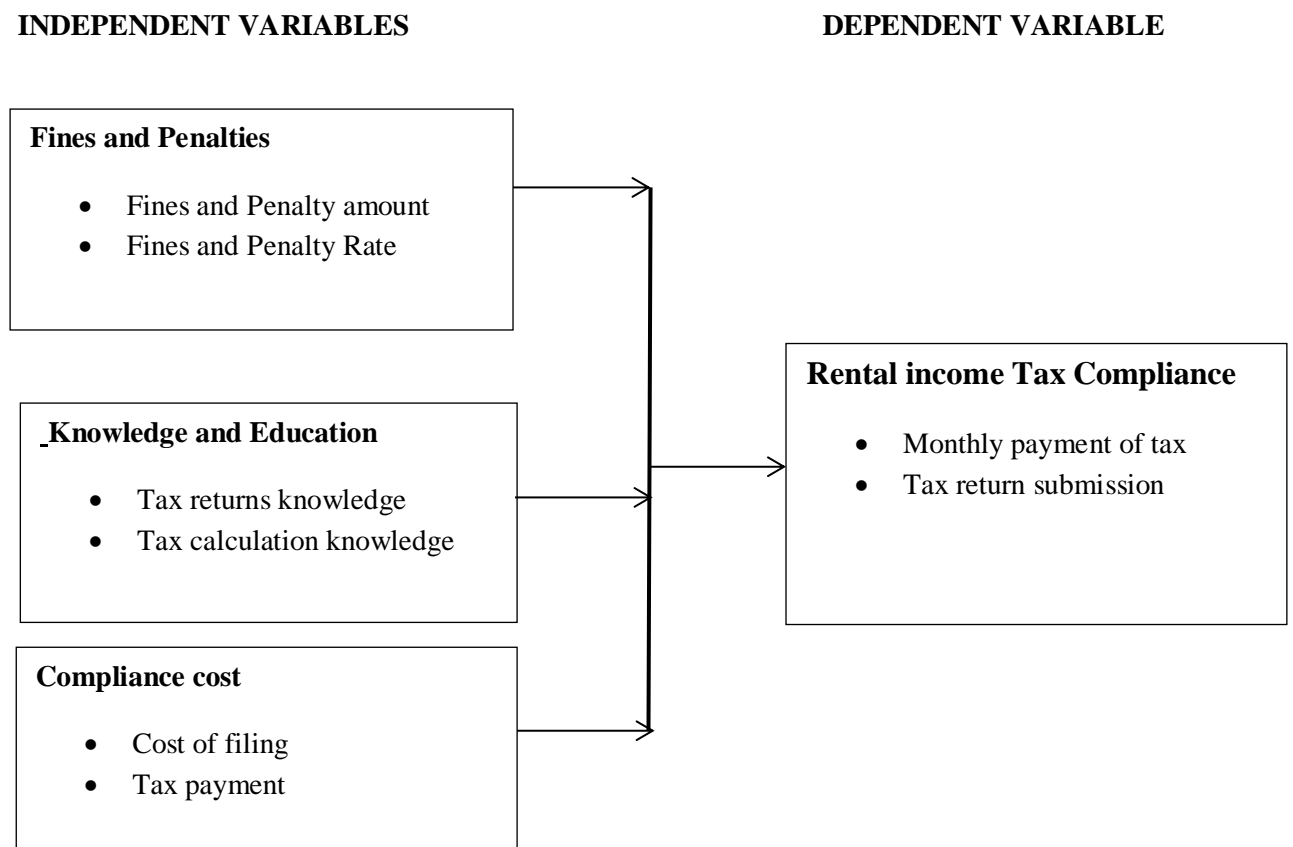 INDEPENDENT VARIABLES
DEPENDENT VARIABLE
Fines and Penalties
• Fines and Penalty amount
• Fines and Penalty Rate
Knowledge and Education
• Tax returns knowledge
• Tax calculation knowledge
Compliance cost
• Cost of filing
• Tax payment
Rental income Tax Compliance
• Monthly payment of tax
• Tax return submission